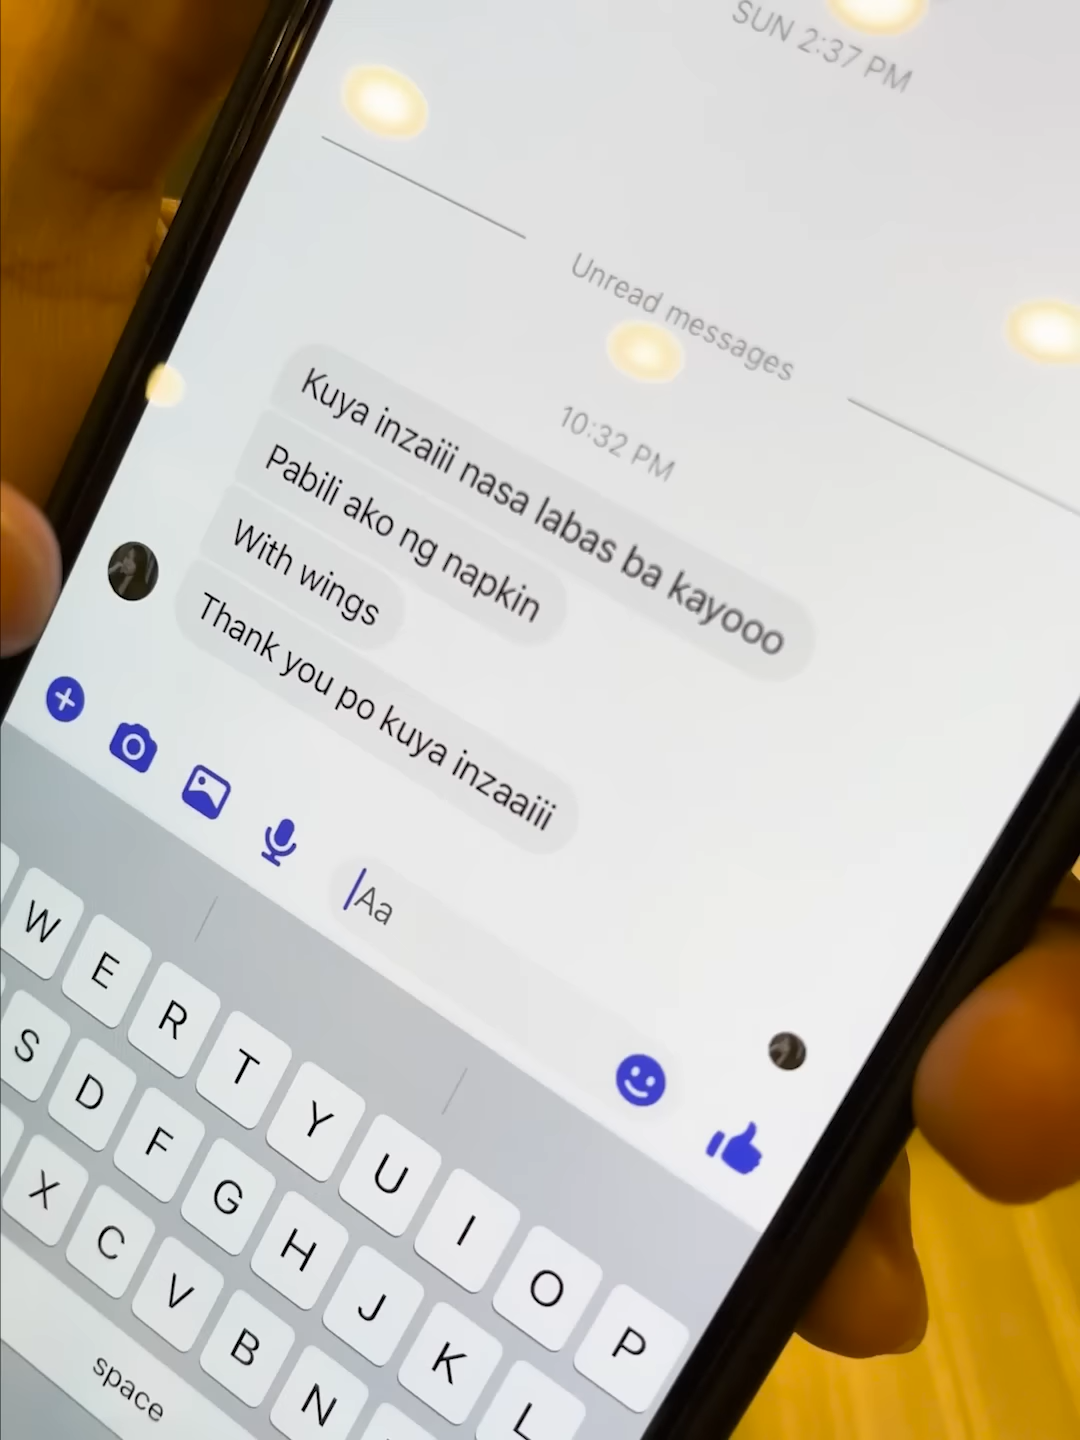 SUN 2:37 PM
Unread messages
10:32 PM
Kuya inzaiii nasa labas ba kayooo
Pabili ako ng napkin
With wings
Thank you po kuya inzaaiii
Aa
W E R T Y U I O P
S D F G H J K L
X C V B N
space